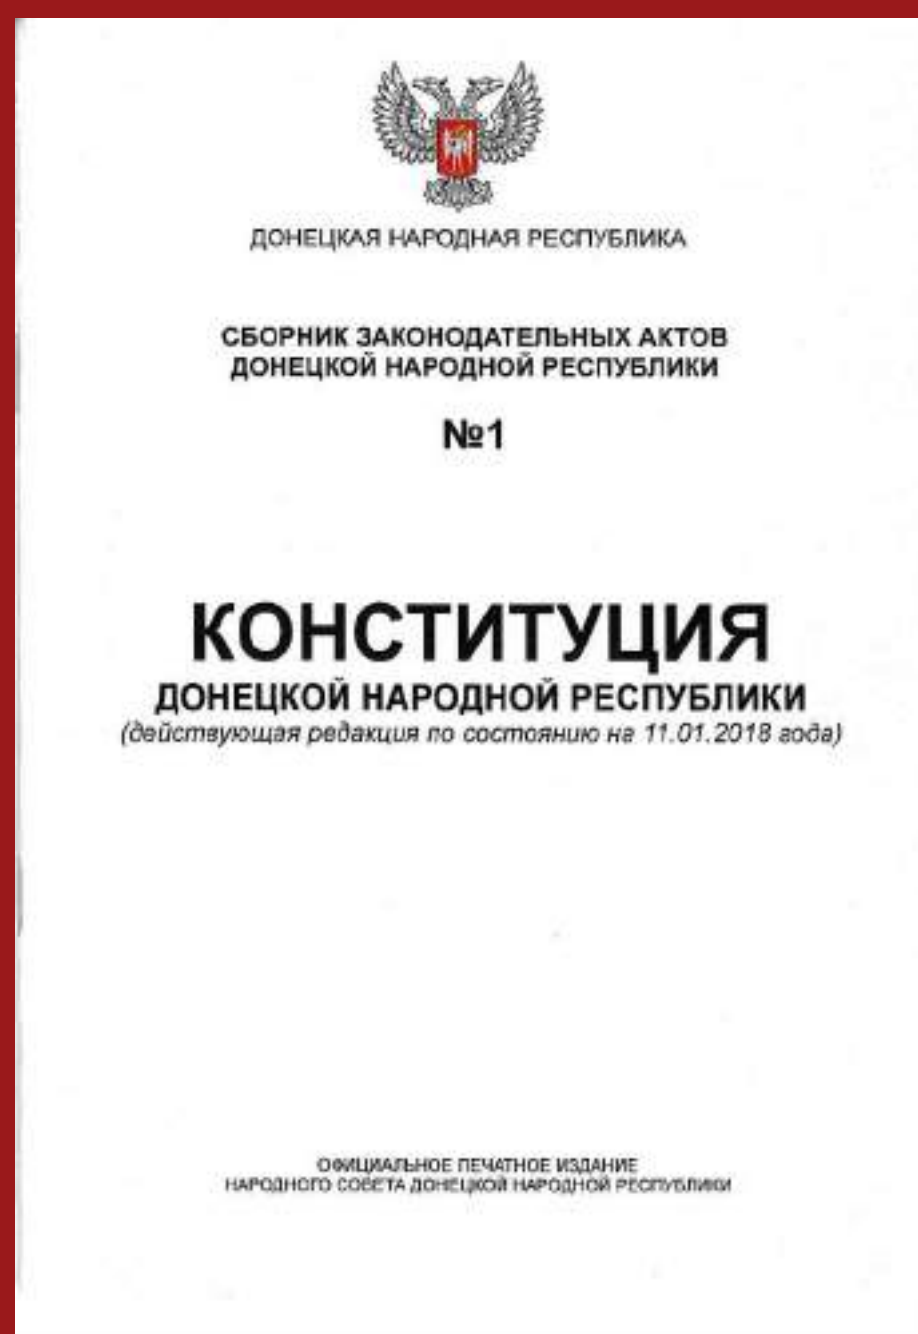 ДОНЕЦКАЯ НАРОДНАЯ РЕСПУБЛИКА
СБОРНИК ЗАКОНОДАТЕЛЬНЫХ АКТОВ
ДОНЕЦКОЙ НАРОДНОЙ РЕСПУБЛИКИ
№1
КОНСТИТУЦИЯ
ДОНЕЦКОЙ НАРОДНОЙ РЕСПУБЛИКИ
(действующая редакция по состоянию на 11.01.2018 года)
ОФИЦИАЛЬНОЕ ПЕЧАТНОЕ ИЗДАНИЕ
НАРОДНОГО СОВЕТА ДОНЕЦКОЙ НАРОДНОЙ РЕСПУБЛИКИ